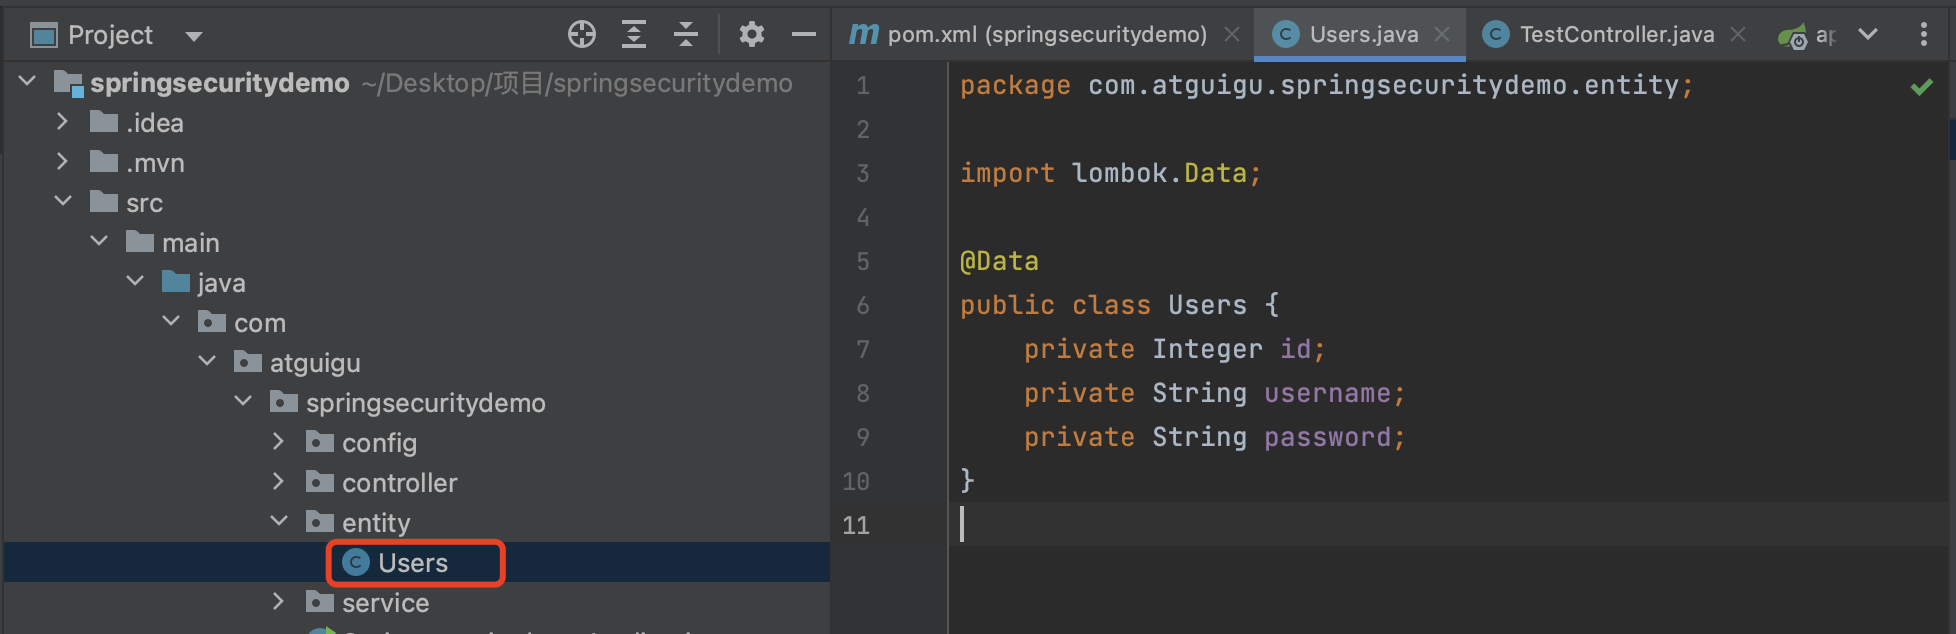 Project
springsecuritydemo ~/Desktop/项目/springsecuritydemo
.idea
.mvn
src
main
java
com
atguigu
springsecuritydemo
config
controller
entity
Users
service
pom.xml (springsecuritydemo)
Users.java
TestController.java
ap
1 package com.atguigu.springsecuritydemo.entity;
2
3 import lombok.Data;
4
5 @Data
6 public class Users {
7 private Integer id;
8 private String username;
9 private String password;
10 }
11